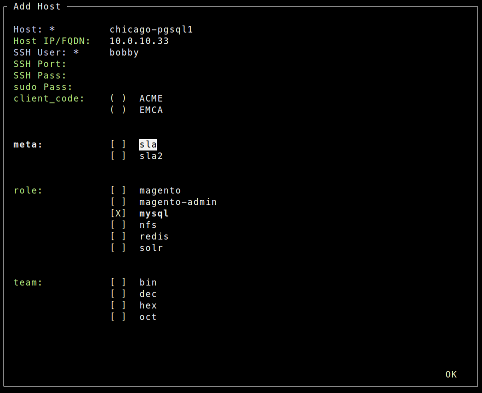 Add Host
Host: * chicago-pgsql1
Host IP/FQDN: 10.0.10.33
SSH User: * bobby
SSH Port:
SSH Pass:
sudo Pass:
client_code: ( ) ACME
( ) EMCA
meta: [ ] sla
[ ] sla2
role: [ ] magento
[ ] magento-admin
[X] mysql
[ ] nfs
[ ] redis
[ ] solr
team: [ ] bin
[ ] dec
[ ] hex
[ ] oct
OK